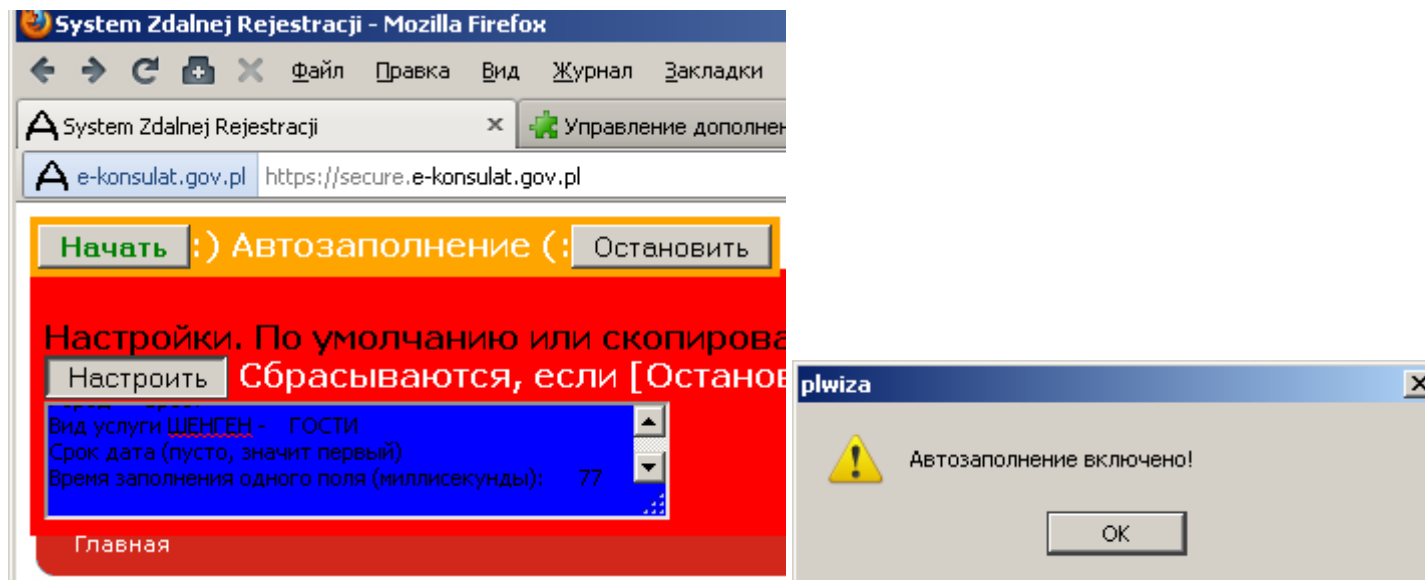 System Zdalnej Rejestracji - Mozilla Firefox
Файл Правка Вид Журнал Закладки
System Zdalnej Rejestracji
Управление дополнен
e-konsulat.gov.pl https://secure.e-konsulat.gov.pl
Начать :) Автозаполнение (: Остановить
Настройки. По умолчанию или скопирова
Настроить Сбрасываются, если [Останов
Вид услуги ШЕНГЕН - ГОСТИ
Срок дата (пусто, значит первый)
Время заполнения одного поля (миллисекунды): 77
Главная
plwiza
Автозаполнение включено!
OK